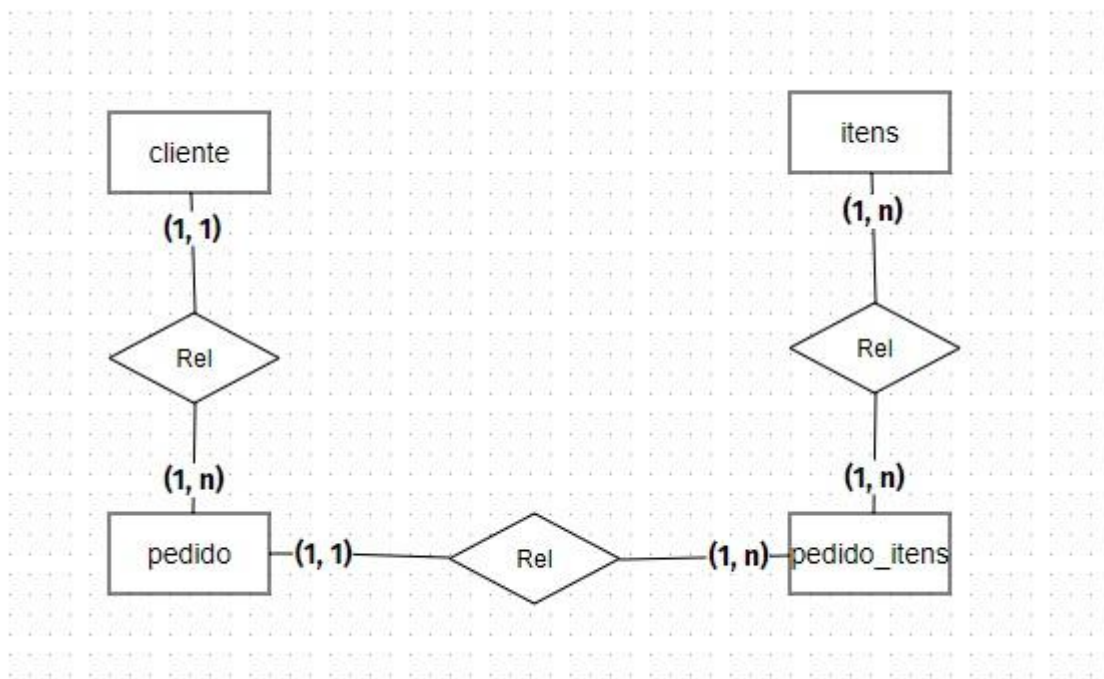 cliente
itens
(1, 1)
(1, n)
Rel
Rel
(1, n)
(1, n)
pedido
(1, 1)
Rel
(1, n)
pedido_itens